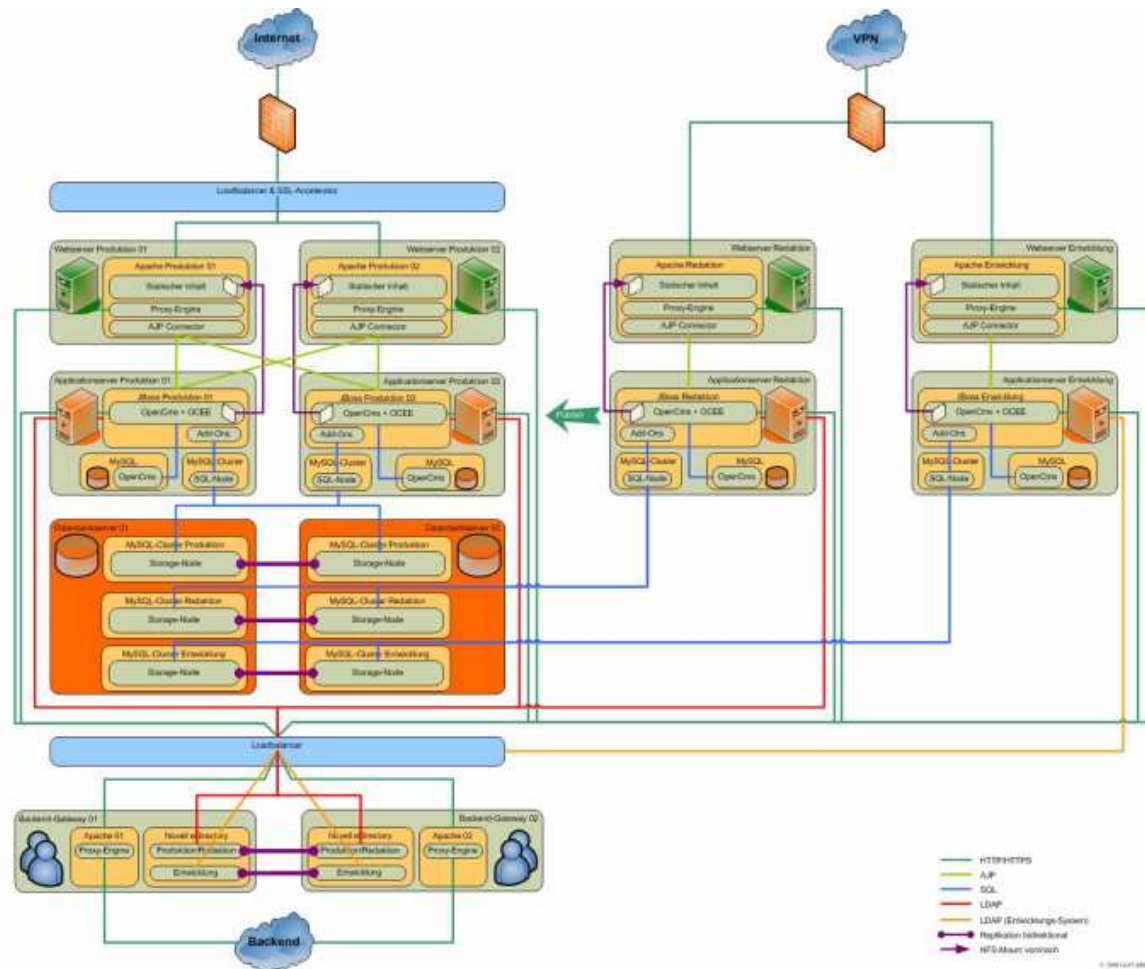 Internet
VPN
Loadbalancer & SSL-Accelerator
Webserver Produktion 01
Apache Produktion 01
Statischer Inhalt
Proxy-Engine
AJP Connector
Webserver Produktion 02
Apache Produktion 02
Statischer Inhalt
Proxy-Engine
AJP Connector
Webserver Redaktion
Apache Redaktion
Statischer Inhalt
Proxy-Engine
AJP Connector
Webserver Entwicklung
Apache Entwicklung
Statischer Inhalt
Proxy-Engine
AJP Connector
Applicationserver Produktion 01
JBoss Produktion 01
OpenCms + OCEE
Add-Ons
MySQL
OpenCms
MySQL-Cluster
SQL-Node
Applicationserver Produktion 02
JBoss Produktion 02
OpenCms + OCEE
Add-Ons
MySQL-Cluster
SQL-Node
MySQL
OpenCms
Publish
Applicationserver Redaktion
JBoss Redaktion
OpenCms + OCEE
Add-Ons
MySQL-Cluster
SQL-Node
MySQL
OpenCms
Applicationserver Entwicklung
JBoss Entwicklung
OpenCms + OCEE
Add-Ons
MySQL-Cluster
SQL-Node
MySQL
OpenCms
Datenbankserver 01
MySQL-Cluster Produktion
Storage-Node
MySQL-Cluster Redaktion
Storage-Node
MySQL-Cluster Entwicklung
Storage-Node
Datenbankserver 02
MySQL-Cluster Produktion
Storage-Node
MySQL-Cluster Redaktion
Storage-Node
MySQL-Cluster Entwicklung
Storage-Node
Loadbalancer
Backend-Gateway 01
Apache 01
Proxy-Engine
Novell eDirectory
Produktion/Redaktion
Entwicklung
Backend-Gateway 02
Novell eDirectory
Produktion/Redaktion
Entwicklung
Apache 02
Proxy-Engine
Backend
HTTP/HTTPS
AJP
SQL
LDAP
LDAP (Entwicklungs-System)
Replikation bidirektional
NFS-Mount von/nach